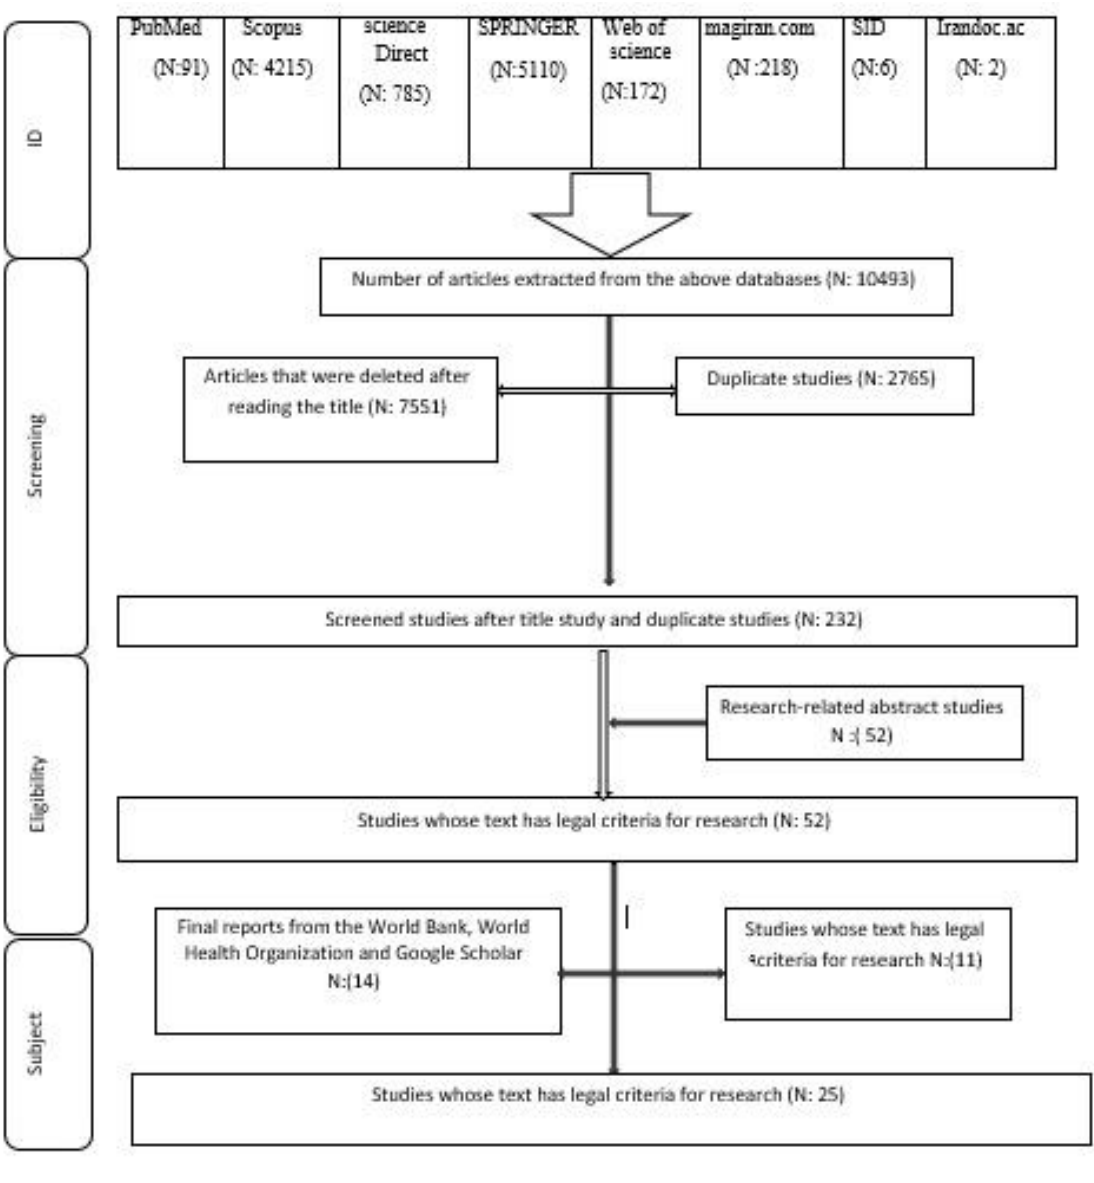 PubMed
(N:91)
Scopus
(N: 4215)
science
Direct
(N: 785)
SPRINGER
(N:5110)
Web of
science
(N:172)
magiran.com
(N :218)
SID
(N:6)
Irandoc.ac
(N: 2)
ID
Number of articles extracted from the above databases (N: 10493)
Screening
Articles that were deleted after
reading the title (N: 7551)
Duplicate studies (N: 2765)
Screened studies after title study and duplicate studies (N: 232)
Eligibility
Research-related abstract studies
N :( 52)
Studies whose text has legal criteria for research (N: 52)
Subject
Final reports from the World Bank, World
Health Organization and Google Scholar
N:(14)
Studies whose text has legal
criteria for research N:(11)
Studies whose text has legal criteria for research (N: 25)